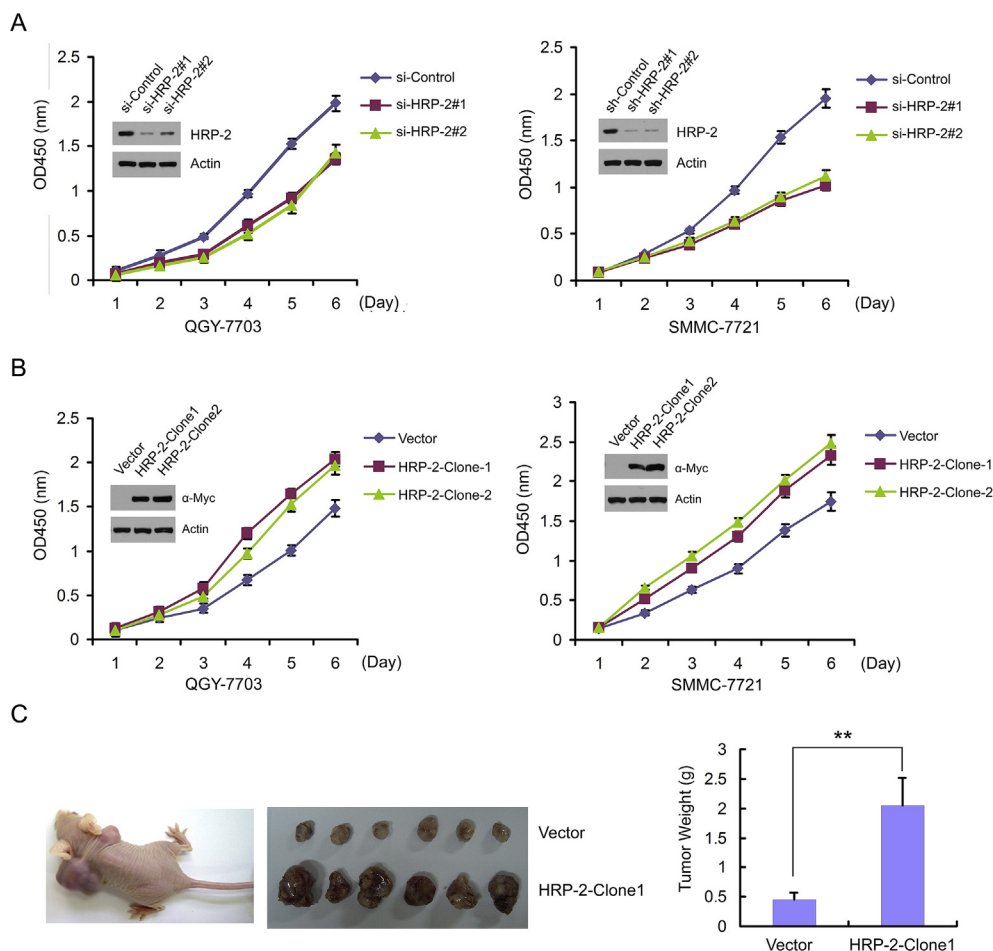 A
si-Control
si-HRP-2#1
si-HRP-2#2
HRP-2
Actin
2.5
2
1.5
1
0.5
0
OD450 (nm)
1 2 3 4 5 6 (Day)
QGY-7703
si-Control
si-HRP-2#1
si-HRP-2#2
sh-Control
sh-HRP-2#1
sh-HRP-2#2
HRP-2
Actin
2.5
2
1.5
1
0.5
0
OD450 (nm)
1 2 3 4 5 6 (Day)
SMMC-7721
si-Control
si-HRP-2#1
si-HRP-2#2
B
Vector
HRP-2-Clone1
HRP-2-Clone2
α-Myc
Actin
2.5
2
1.5
1
0.5
0
OD450 (nm)
1 2 3 4 5 6 (Day)
QGY-7703
Vector
HRP-2-Clone-1
HRP-2-Clone-2
Vector
HRP-2-Clone1
HRP-2-Clone2
α-Myc
Actin
3
2.5
2
1.5
1
0.5
0
OD450 (nm)
1 2 3 4 5 6 (Day)
SMMC-7721
Vector
HRP-2-Clone-1
HRP-2-Clone-2
C
Vector
HRP-2-Clone1
3
2.5
2
1.5
1
0.5
0
Tumor Weight (g)
**
Vector HRP-2-Clone1